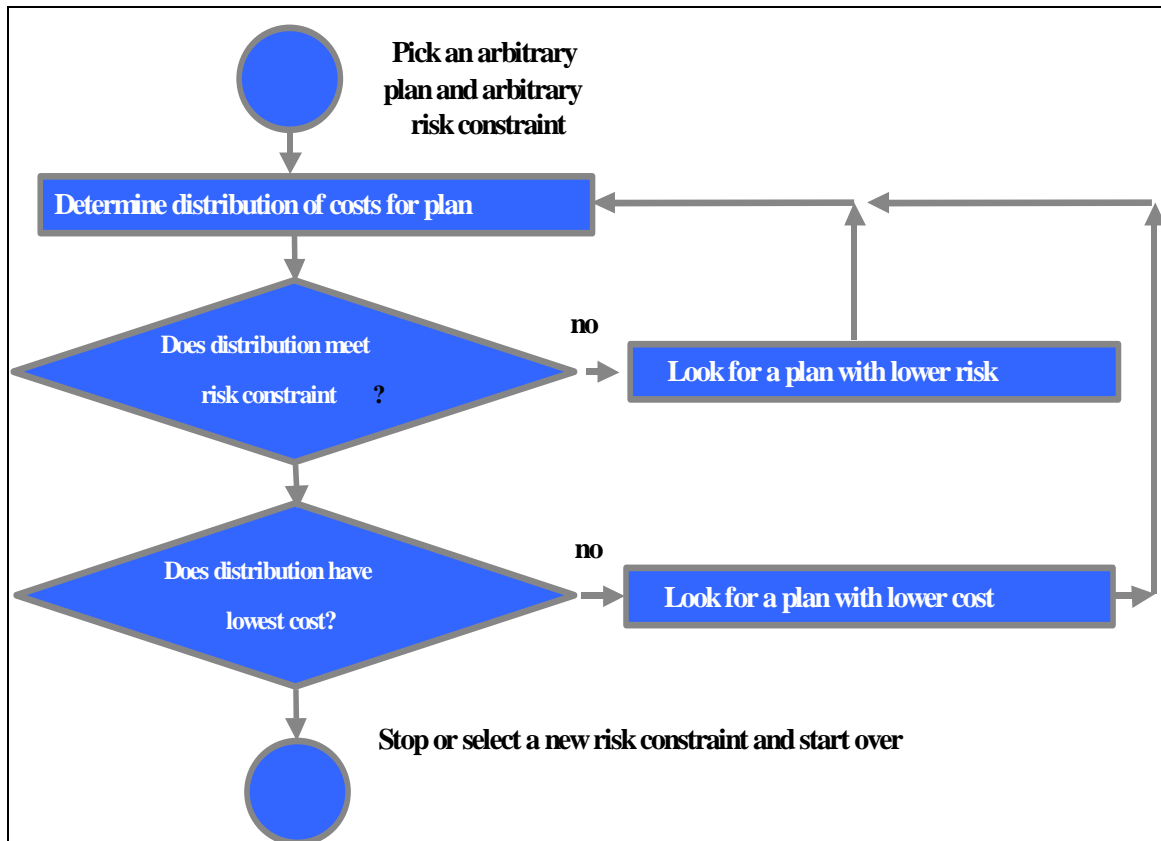 Pick an arbitrary
plan and arbitrary
risk constraint
Determine distribution of costs for plan
Does distribution meet
risk constraint ?
no
Look for a plan with lower risk
Does distribution have
lowest cost?
no
Look for a plan with lower cost
Stop or select a new risk constraint and start over